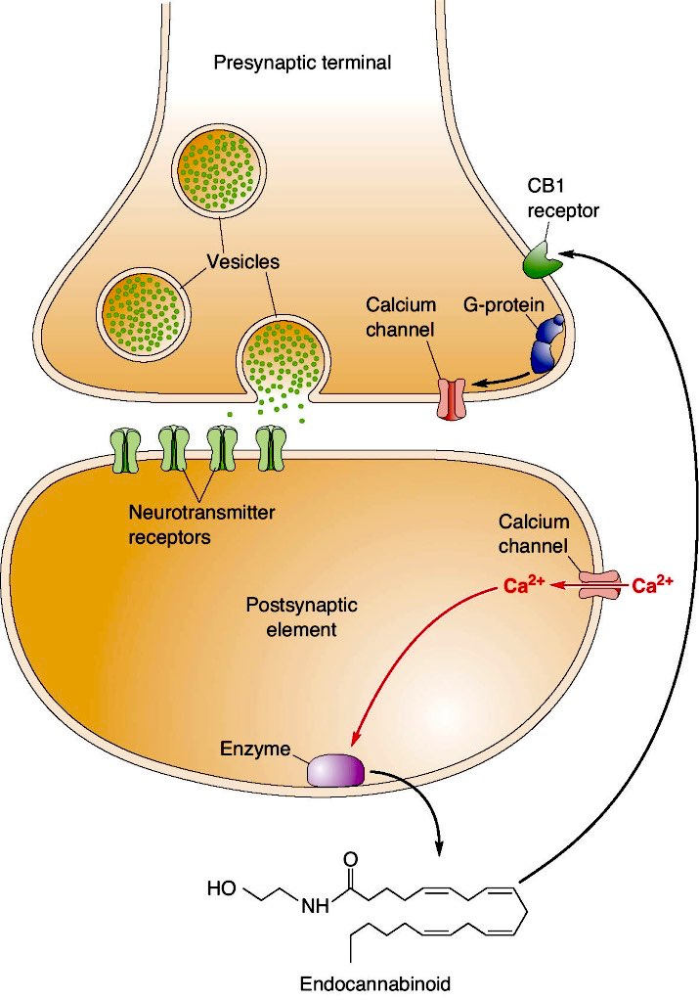 Presynaptic terminal
CB1
receptor
Vesicles
Calcium
channel
G-protein
Neurotransmitter
receptors
Calcium
channel
Ca2+
Ca2+
Postsynaptic
element
Enzyme
O
HO
NH
Endocannabinoid